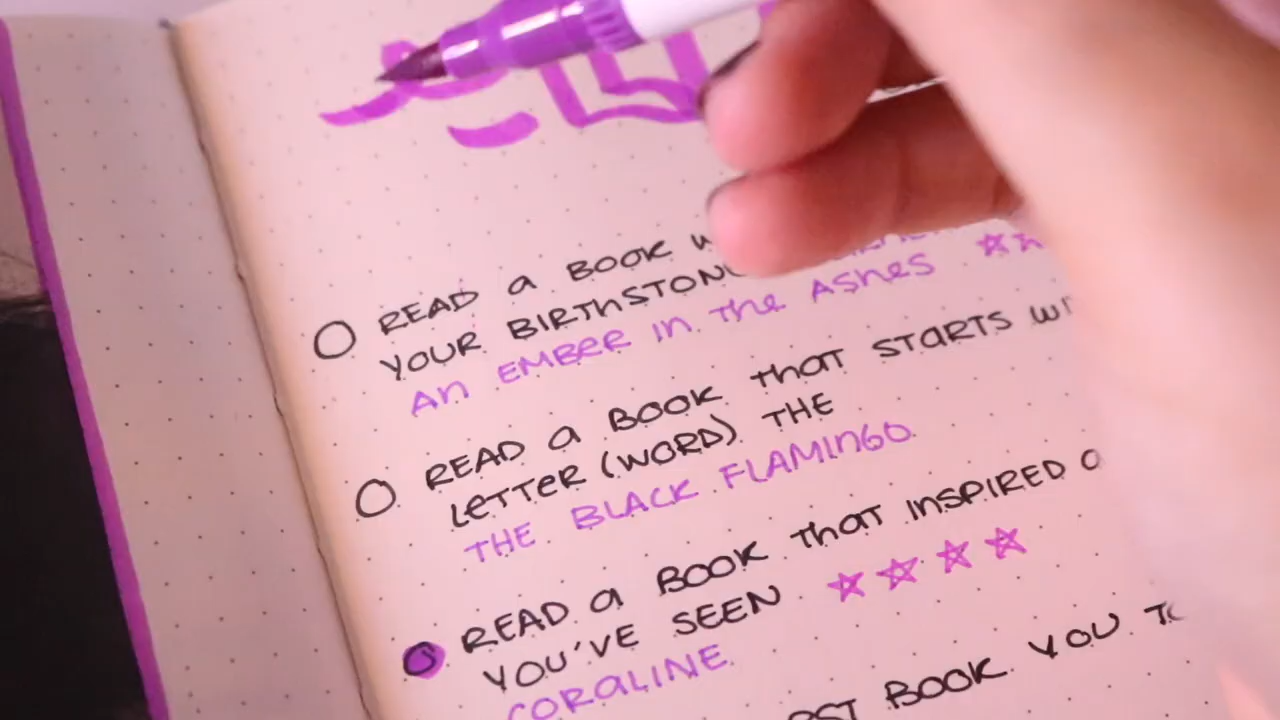 READ a BOOK
YOUR BIRTHSTONE
AN EMBER IN THE ASHES ☆☆
READ a BOOK that STARTS
LETTER (WORD) THE
THE BLACK FLAMINGO
READ a BOOK that INSPIRED
YOU'VE SEEN ☆☆☆☆
CORALINE
BOOK YOU